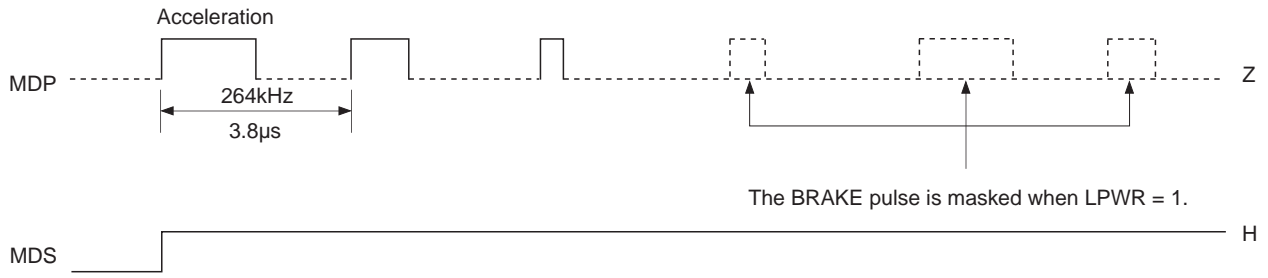 Acceleration
MDP
Z
264kHz
3.8µs
The BRAKE pulse is masked when LPWR = 1.
H
MDS